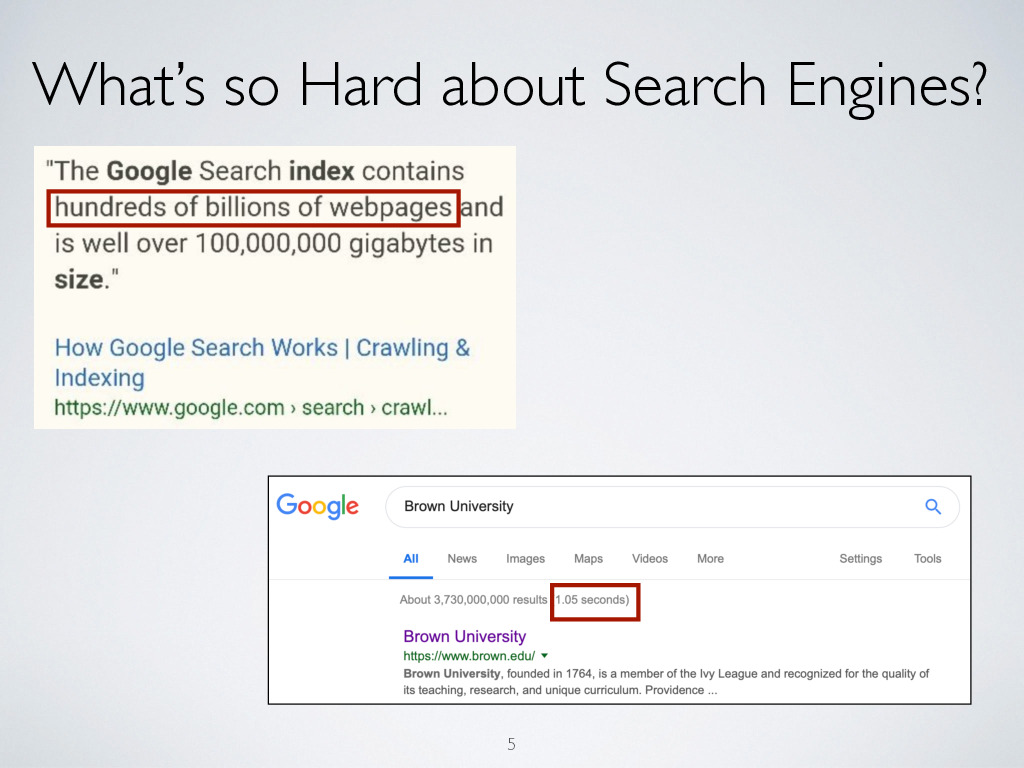 What's so Hard about Search Engines?
"The Google Search index contains
hundreds of billions of webpages and
is well over 100,000,000 gigabytes in
size."
How Google Search Works | Crawling &
Indexing
https://www.google.com › search › crawl...
Google
Brown University
All News Images Maps Videos More Settings Tools
About 3,730,000,000 results (1.05 seconds)
Brown University
https://www.brown.edu/
Brown University, founded in 1764, is a member of the Ivy League and recognized for the quality of
its teaching, research, and unique curriculum. Providence ...
5